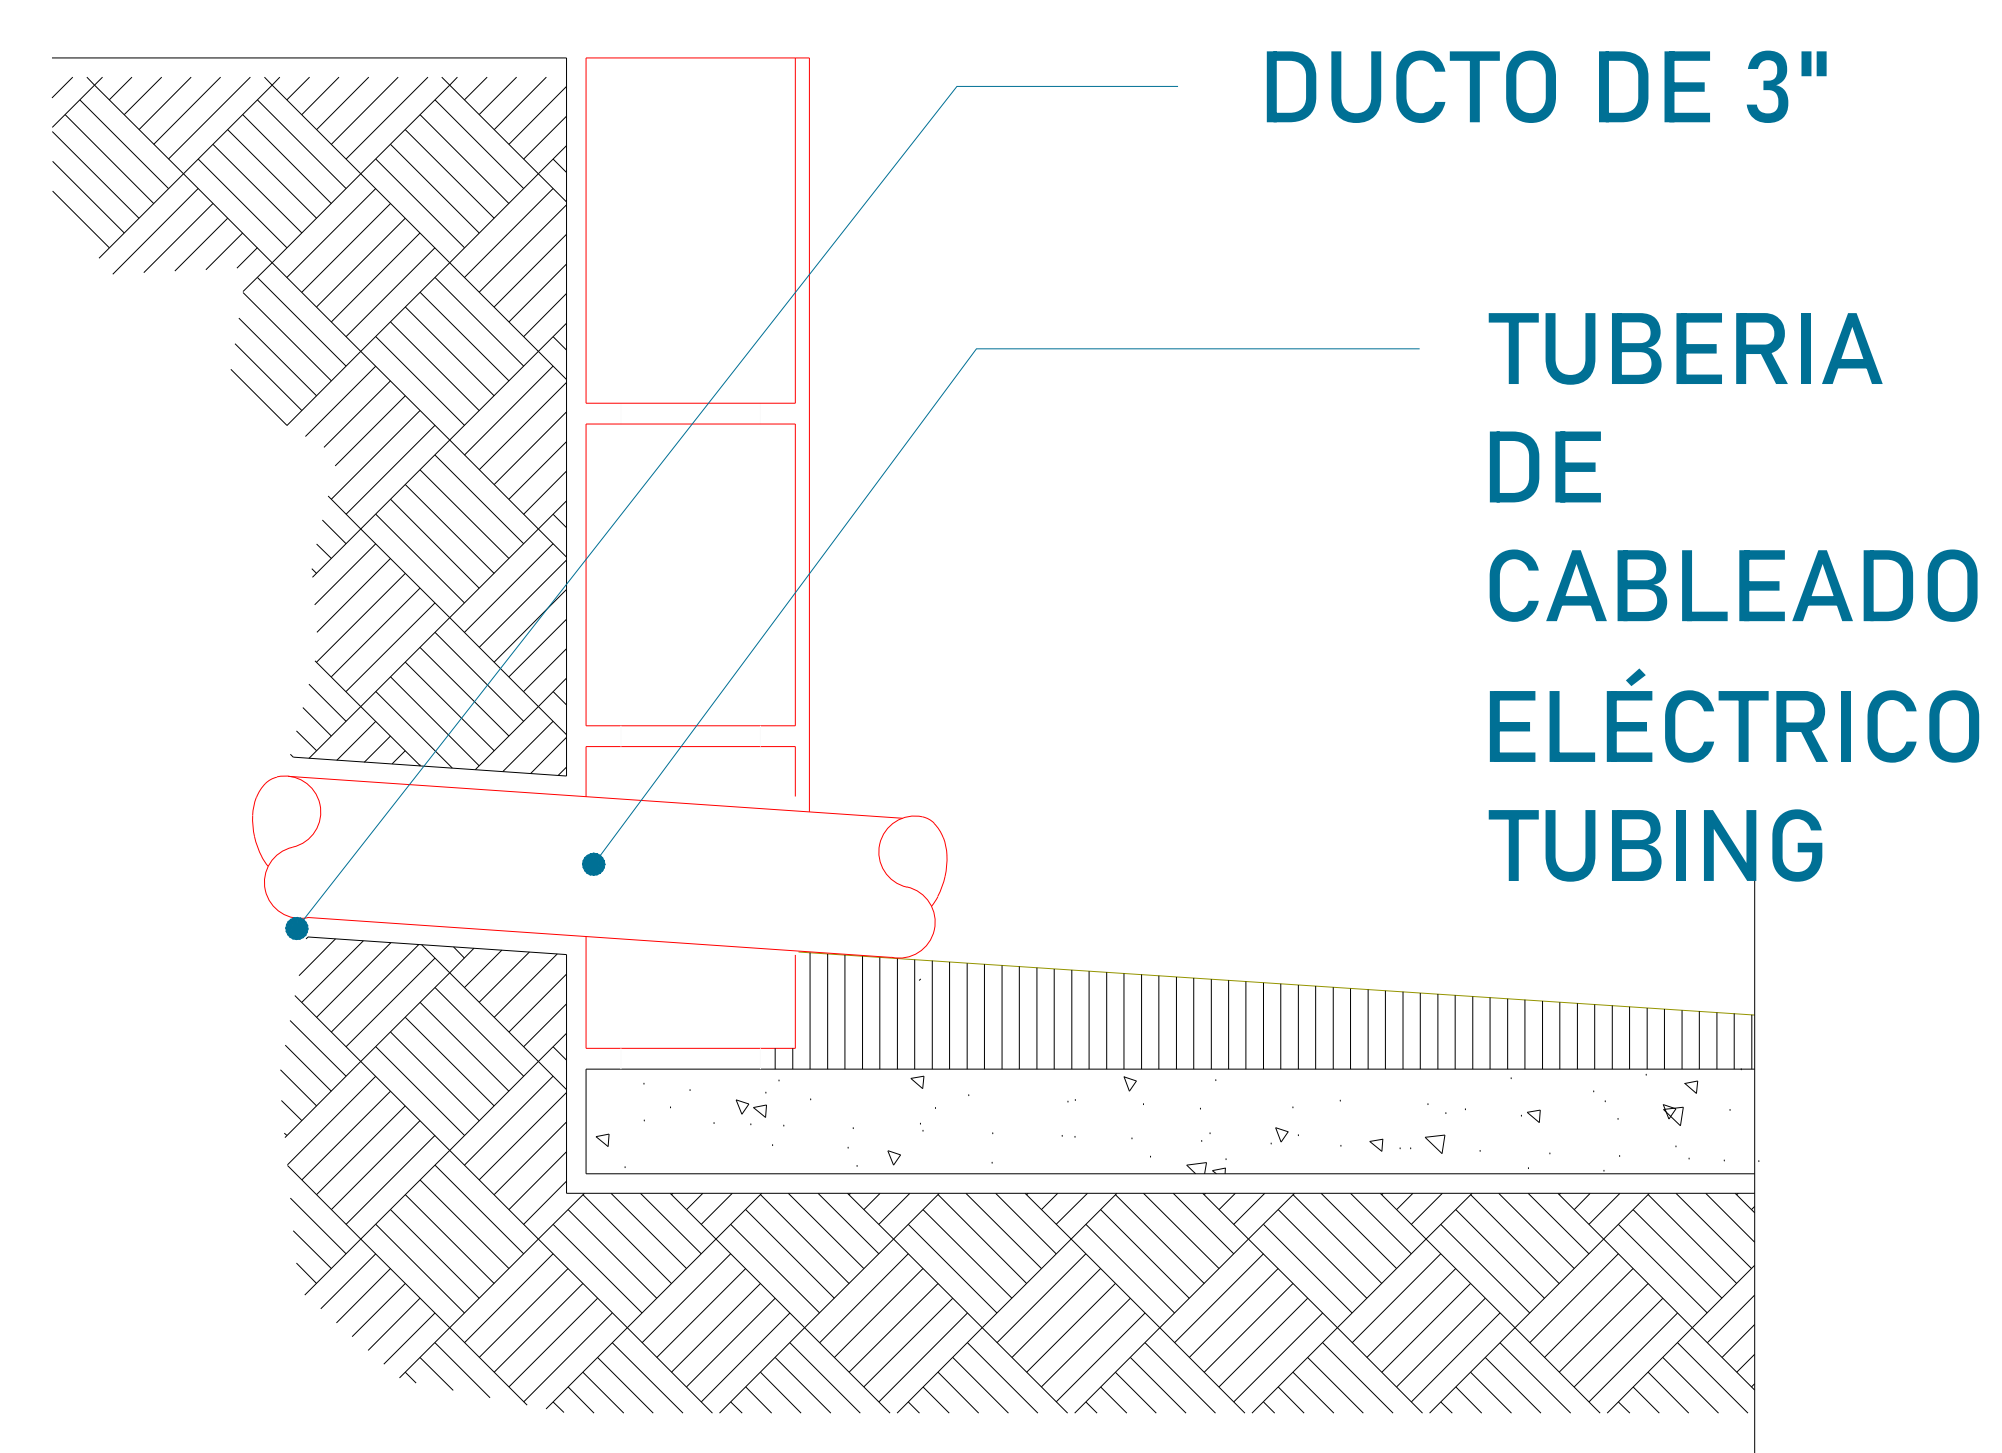 DUCTO DE 3"
TUBERIA
DE
CABLEADO
ELÉCTRICO
TUBING